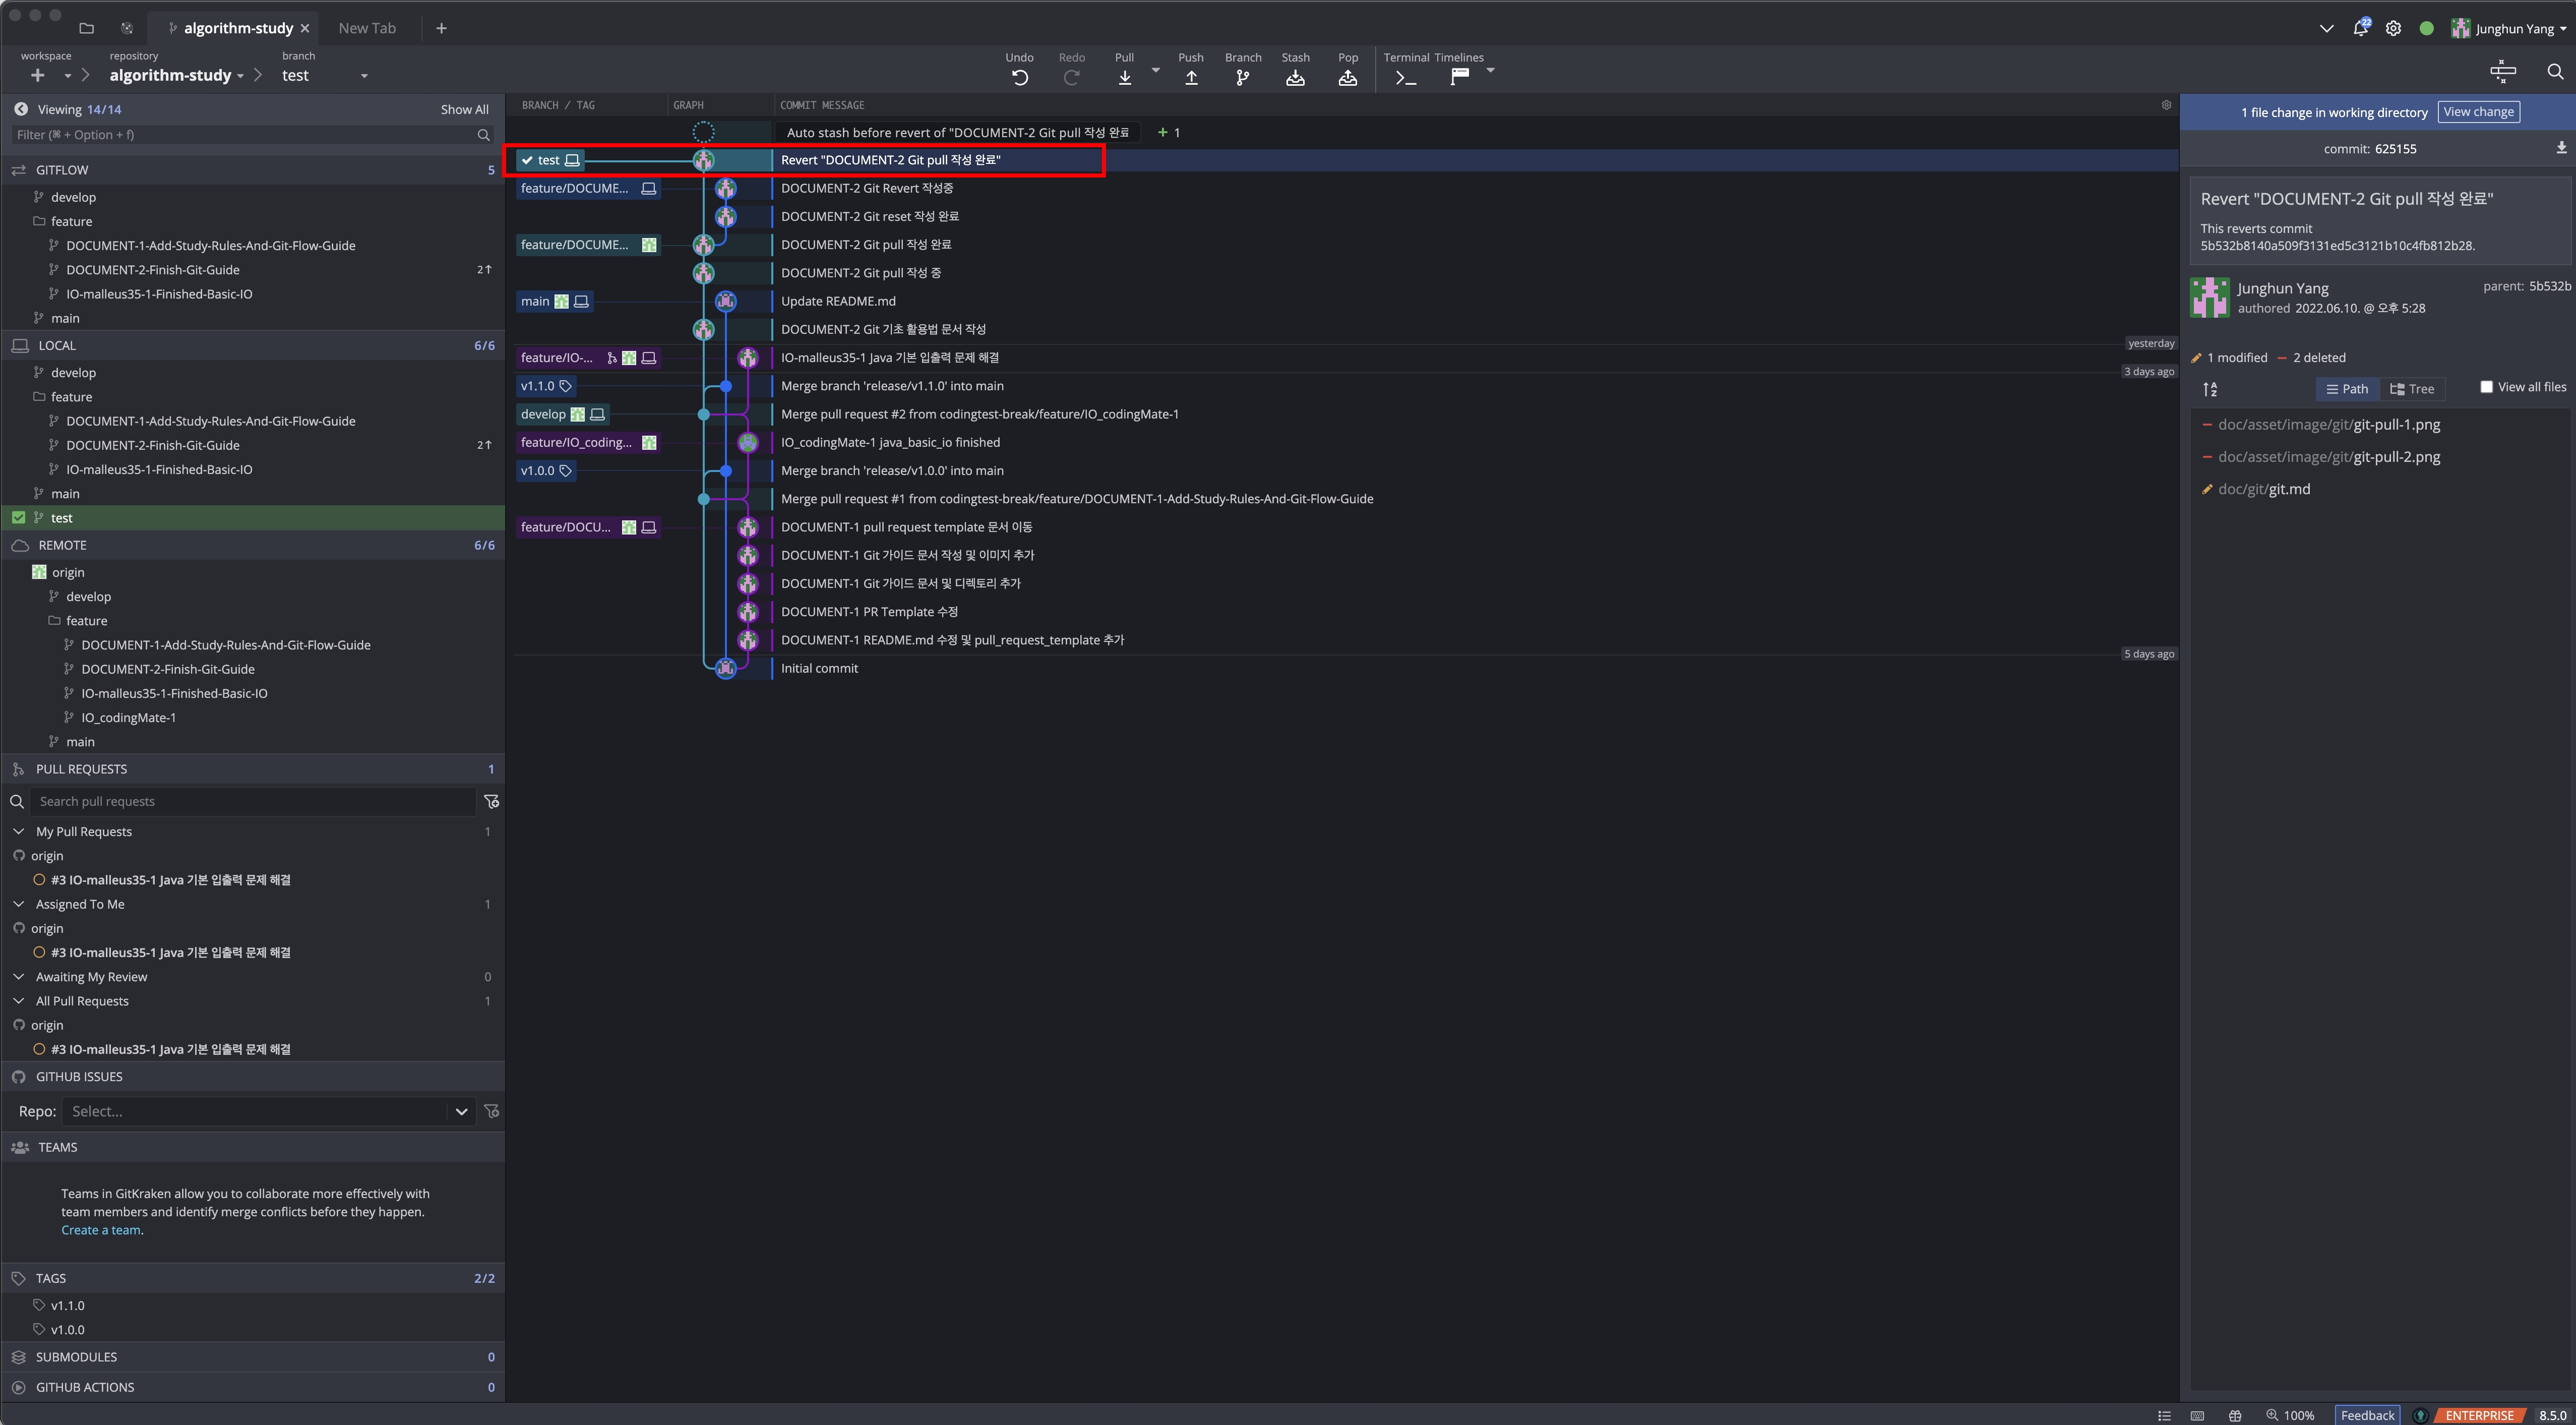 algorithm-study
New Tab
22
Junghun Yang
workspace
repository
algorithm-study
branch
test
Undo
Redo
Pull
Push
Branch
Stash
Pop
Terminal
Timelines
Viewing 14/14
Show All
Filter (⌘ + Option + f)
GITFLOW 5
develop
feature
DOCUMENT-1-Add-Study-Rules-And-Git-Flow-Guide
DOCUMENT-2-Finish-Git-Guide 2↑
IO-malleus35-1-Finished-Basic-IO
main
LOCAL 6/6
develop
feature
DOCUMENT-1-Add-Study-Rules-And-Git-Flow-Guide
DOCUMENT-2-Finish-Git-Guide 2↑
IO-malleus35-1-Finished-Basic-IO
main
test
REMOTE 6/6
origin
develop
feature
DOCUMENT-1-Add-Study-Rules-And-Git-Flow-Guide
DOCUMENT-2-Finish-Git-Guide
IO-malleus35-1-Finished-Basic-IO
IO_codingMate-1
main
PULL REQUESTS 1
Search pull requests
My Pull Requests 1
origin
#3 IO-malleus35-1 Java 기본 입출력 문제 해결
Assigned To Me 1
origin
#3 IO-malleus35-1 Java 기본 입출력 문제 해결
Awaiting My Review 0
All Pull Requests 1
origin
#3 IO-malleus35-1 Java 기본 입출력 문제 해결
GITHUB ISSUES
Repo: Select...
TEAMS
Teams in GitKraken allow you to collaborate more effectively with
team members and identify merge conflicts before they happen.
Create a team.
TAGS 2/2
v1.1.0
v1.0.0
SUBMODULES 0
GITHUB ACTIONS 0
BRANCH / TAG GRAPH COMMIT MESSAGE
Auto stash before revert of "DOCUMENT-2 Git pull 작성 완료 + 1
test Revert "DOCUMENT-2 Git pull 작성 완료"
feature/DOCUME... DOCUMENT-2 Git Revert 작성중
DOCUMENT-2 Git reset 작성 완료
feature/DOCUME... DOCUMENT-2 Git pull 작성 완료
DOCUMENT-2 Git pull 작성 중
main Update README.md
DOCUMENT-2 Git 기초 활용법 문서 작성
yesterday
feature/IO-... IO-malleus35-1 Java 기본 입출력 문제 해결
3 days ago
v1.1.0 Merge branch 'release/v1.1.0' into main
develop Merge pull request #2 from codingtest-break/feature/IO_codingMate-1
feature/IO_coding... IO_codingMate-1 java_basic_io finished
v1.0.0 Merge branch 'release/v1.0.0' into main
Merge pull request #1 from codingtest-break/feature/DOCUMENT-1-Add-Study-Rules-And-Git-Flow-Guide
feature/DOCU... DOCUMENT-1 pull request template 문서 이동
DOCUMENT-1 Git 가이드 문서 작성 및 이미지 추가
DOCUMENT-1 Git 가이드 문서 및 디렉토리 추가
DOCUMENT-1 PR Template 수정
DOCUMENT-1 README.md 수정 및 pull_request_template 추가
5 days ago
Initial commit
1 file change in working directory View change
commit: 625155
Revert "DOCUMENT-2 Git pull 작성 완료"
This reverts commit
5b532b8140a509f3131ed5c3121b10c4fb812b28.
Junghun Yang parent: 5b532b
authored 2022.06.10. @ 오후 5:28
1 modified 2 deleted
Path Tree View all files
doc/asset/image/git/git-pull-1.png
doc/asset/image/git/git-pull-2.png
doc/git/git.md
100% Feedback ENTERPRISE 8.5.0